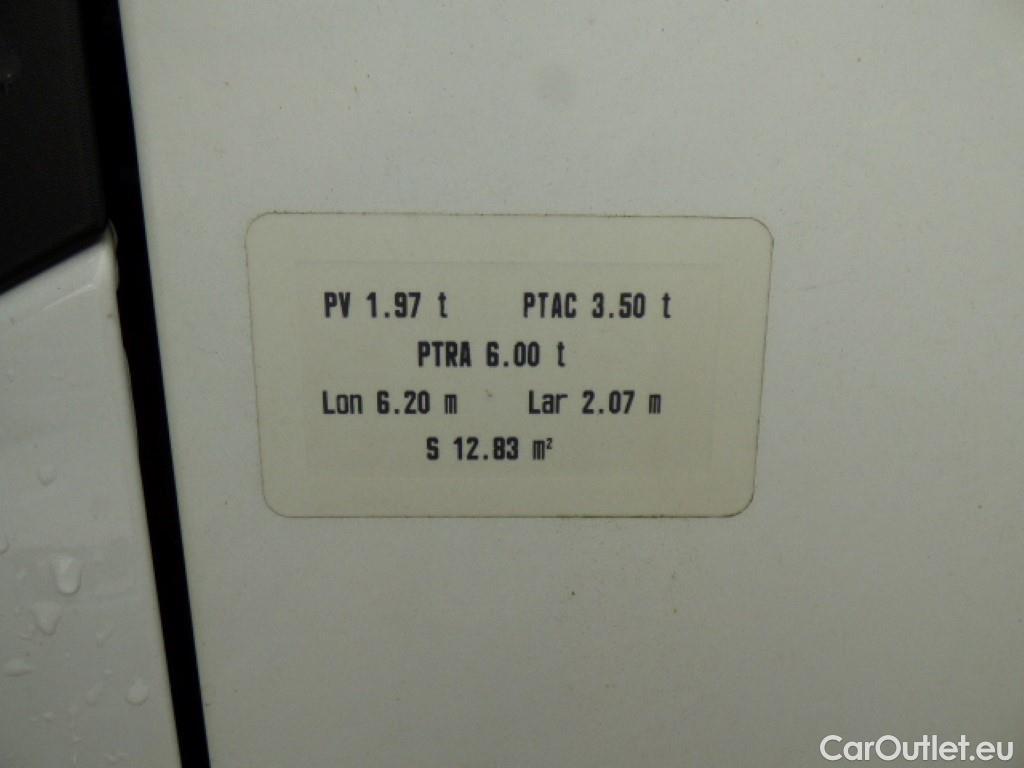 PV 1.97 t PTAC 3.50 t
PTRA 6.00 t
Lon 6.20 m Lar 2.07 m
S 12.83 m²
CarOutlet.eu